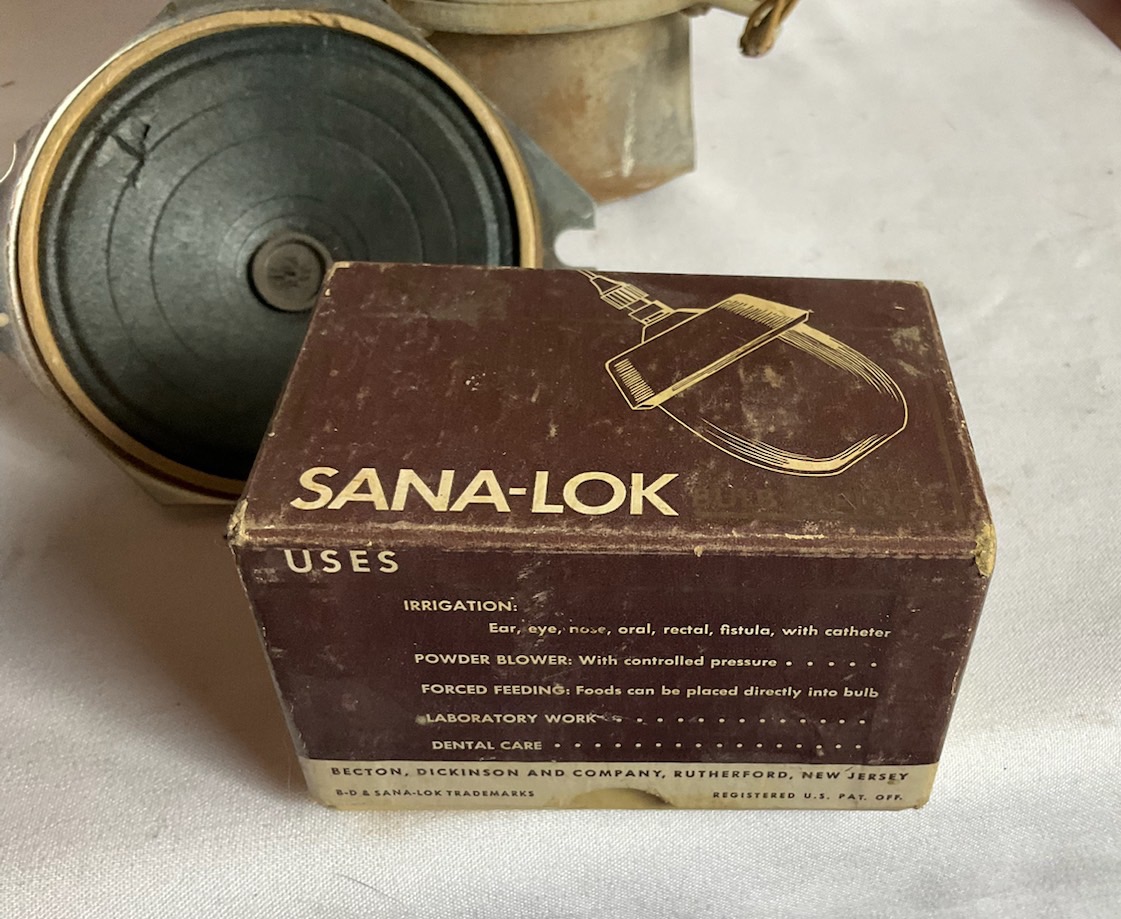 SANA-LOK
USES
IRRIGATION:
Ear, eye, nose, oral, rectal, fistula, with catheter
POWDER BLOWER: With controlled pressure . . . . .
FORCED FEEDING: Foods can be placed directly into bulb
LABORATORY WORK . . . . . . . . . . . . . .
DENTAL CARE . . . . . . . . . . . . . . . .
BECTON, DICKINSON AND COMPANY, RUTHERFORD, NEW JERSEY
B-D & SANA-LOK TRADEMARKS REGISTERED U.S. PAT. OFF.